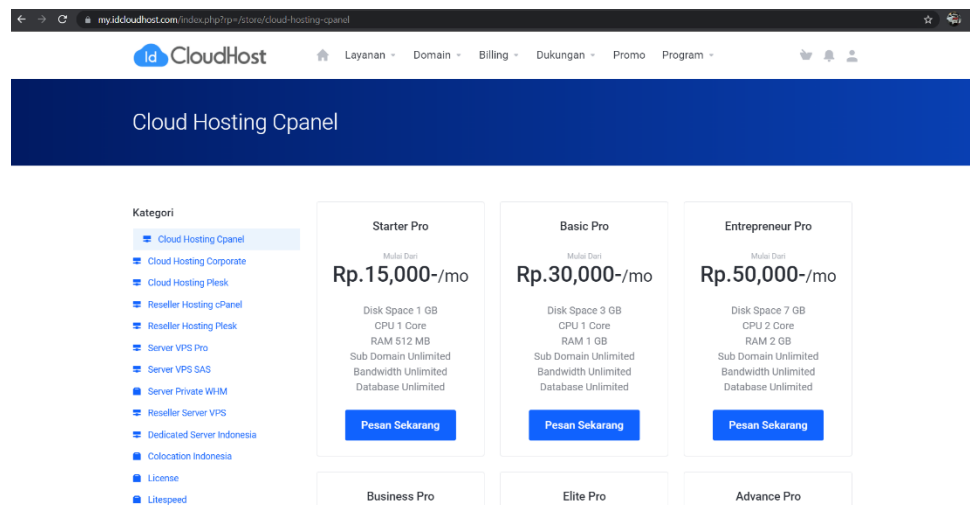 my.idcloudhost.com/index.php?rp=/store/cloud-hosting-cpanel
Id CloudHost
Layanan
Domain
Billing
Dukungan
Promo
Program
Cloud Hosting Cpanel
Kategori
Cloud Hosting Cpanel
Cloud Hosting Corporate
Cloud Hosting Plesk
Reseller Hosting cPanel
Reseller Hosting Plesk
Server VPS Pro
Server VPS SAS
Server Private WHM
Reseller Server VPS
Dedicated Server Indonesia
Colocation Indonesia
License
Litespeed
Starter Pro
Mulai Dari
Rp.15,000-/mo
Disk Space 1 GB
CPU 1 Core
RAM 512 MB
Sub Domain Unlimited
Bandwidth Unlimited
Database Unlimited
Pesan Sekarang
Basic Pro
Mulai Dari
Rp.30,000-/mo
Disk Space 3 GB
CPU 1 Core
RAM 1 GB
Sub Domain Unlimited
Bandwidth Unlimited
Database Unlimited
Pesan Sekarang
Entrepreneur Pro
Mulai Dari
Rp.50,000-/mo
Disk Space 7 GB
CPU 2 Core
RAM 2 GB
Sub Domain Unlimited
Bandwidth Unlimited
Database Unlimited
Pesan Sekarang
Business Pro
Elite Pro
Advance Pro